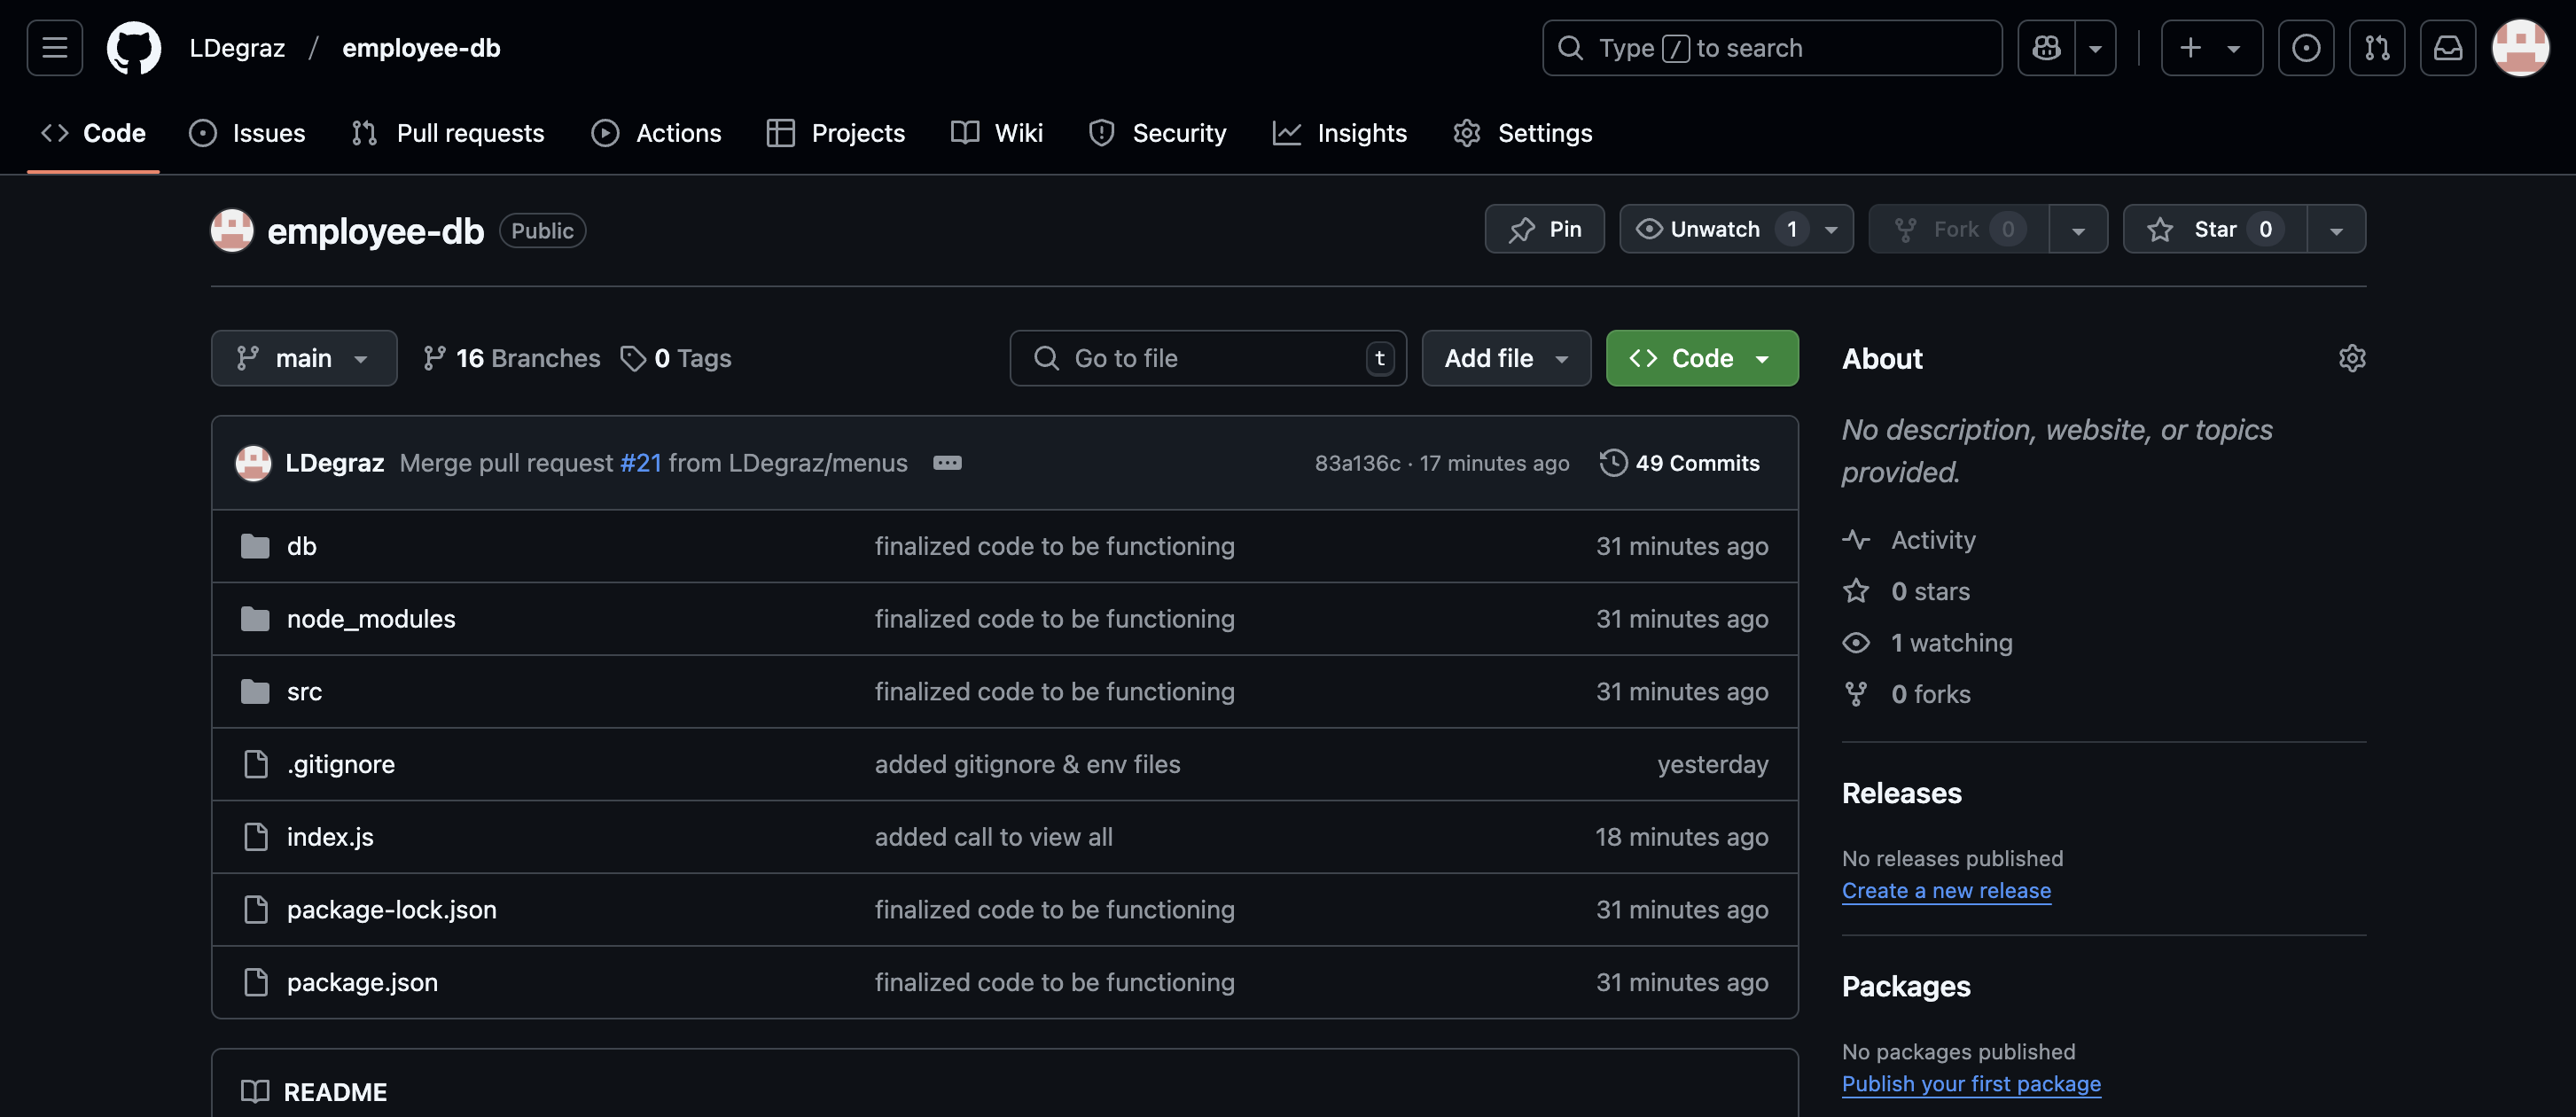 LDegraz / employee-db
Type / to search
Code Issues Pull requests Actions Projects Wiki Security Insights Settings
employee-db Public
Pin Unwatch 1 Fork 0 Star 0
main 16 Branches 0 Tags
Go to file t Add file Code
LDegraz Merge pull request #21 from LDegraz/menus 83a136c · 17 minutes ago 49 Commits
db finalized code to be functioning 31 minutes ago
node_modules finalized code to be functioning 31 minutes ago
src finalized code to be functioning 31 minutes ago
.gitignore added gitignore & env files yesterday
index.js added call to view all 18 minutes ago
package-lock.json finalized code to be functioning 31 minutes ago
package.json finalized code to be functioning 31 minutes ago
README
About
No description, website, or topics
provided.
Activity
0 stars
1 watching
0 forks
Releases
No releases published
Create a new release
Packages
No packages published
Publish your first package